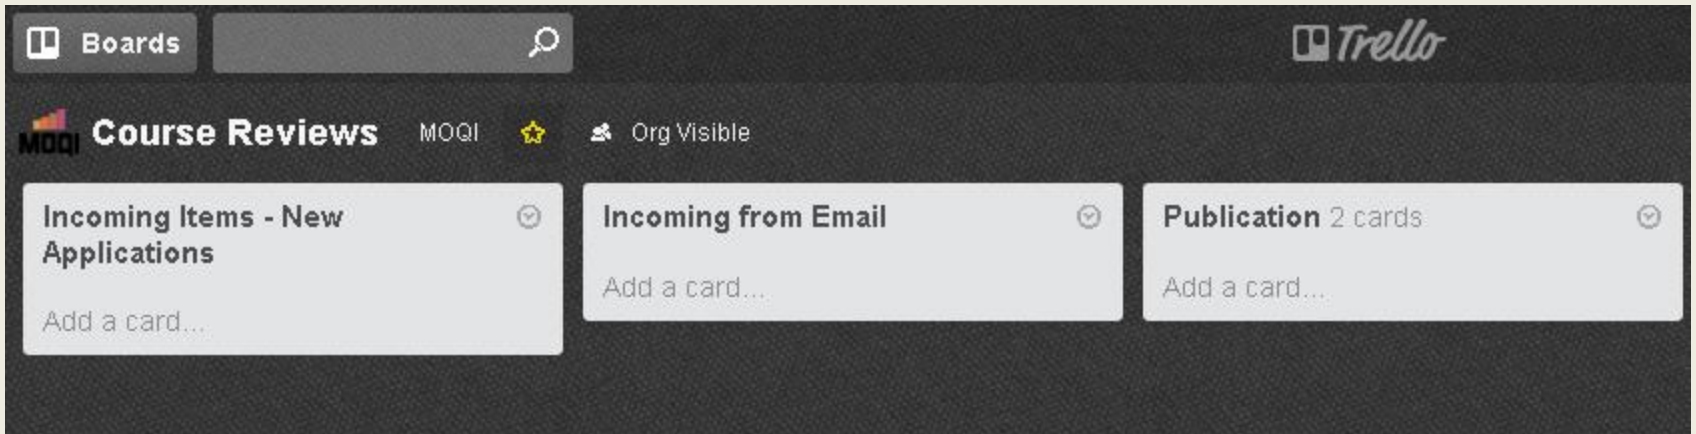 Boards
Trello
MOQI
Course Reviews MOQI Org Visible
Incoming Items - New
Applications
Add a card...
Incoming from Email
Add a card...
Publication 2 cards
Add a card...